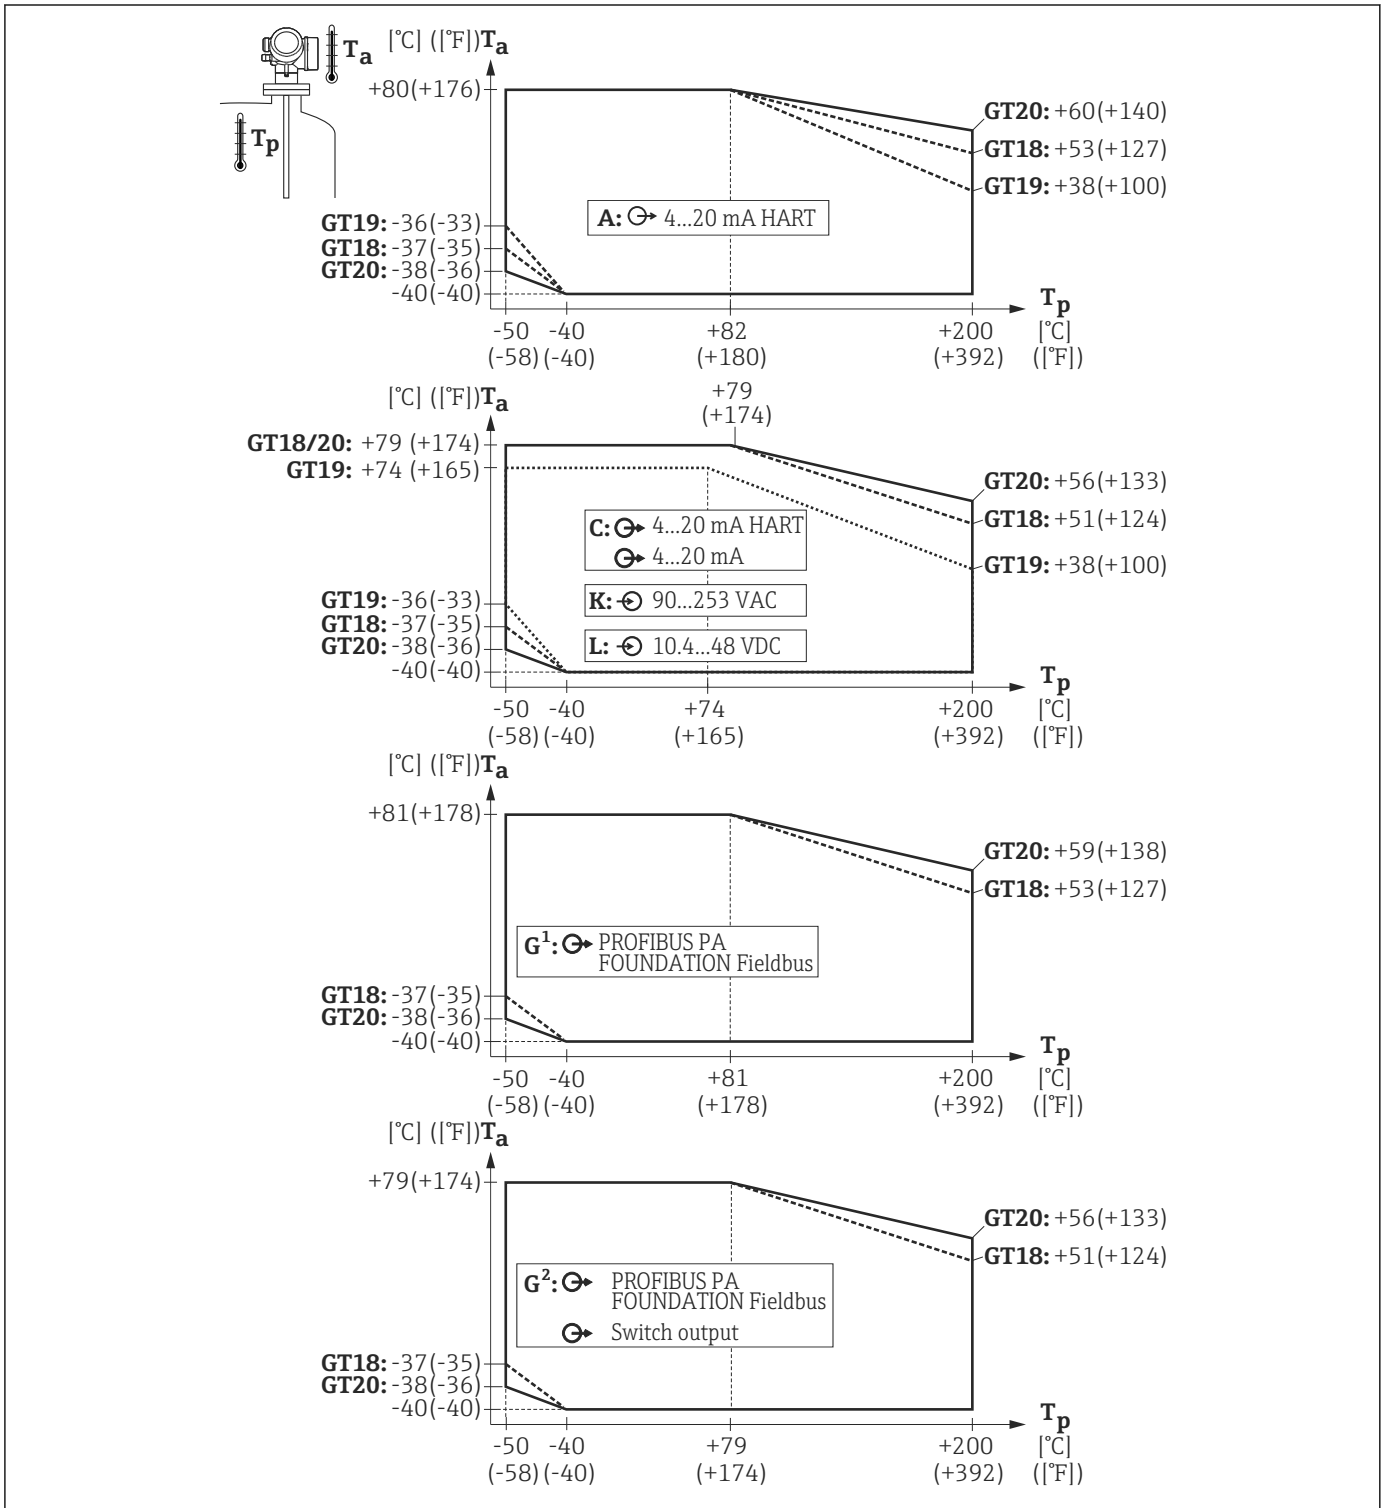 [°C] ([°F]) Ta
Ta
+80(+176)
GT20: +60(+140)
Tp
GT18: +53(+127)
GT19: +38(+100)
A: 4...20 mA HART
GT19: -36(-33)
GT18: -37(-35)
GT20: -38(-36)
-40(-40)
Tp
-50 -40 +82 +200 [°C]
(-58) (-40) (+180) (+392) ([°F])
[°C] ([°F]) Ta
+79
(+174)
GT18/20: +79 (+174)
GT19: +74 (+165)
GT20: +56(+133)
GT18: +51(+124)
GT19: +38(+100)
C: 4...20 mA HART
4...20 mA
K: 90...253 VAC
L: 10.4...48 VDC
GT19: -36(-33)
GT18: -37(-35)
GT20: -38(-36)
-40(-40)
Tp
-50 -40 +74 +200 [°C]
(-58) (-40) (+165) (+392) ([°F])
[°C] ([°F]) Ta
+81(+178)
GT20: +59(+138)
GT18: +53(+127)
G1: PROFIBUS PA
FOUNDATION Fieldbus
GT18: -37(-35)
GT20: -38(-36)
-40(-40)
Tp
-50 -40 +81 +200 [°C]
(-58) (-40) (+178) (+392) ([°F])
[°C] ([°F]) Ta
+79(+174)
GT20: +56(+133)
GT18: +51(+124)
G2: PROFIBUS PA
FOUNDATION Fieldbus
Switch output
GT18: -37(-35)
GT20: -38(-36)
-40(-40)
Tp
-50 -40 +79 +200 [°C]
(-58) (-40) (+174) (+392) ([°F])